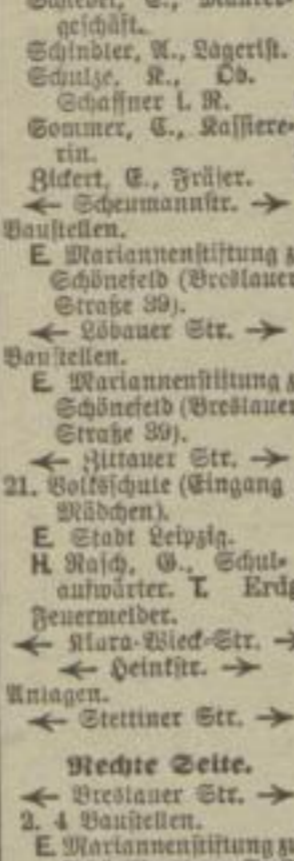 geschäft.
Schindler, A., Lagerist.
Schulze, K., Ob.
Schaffner i. R.
Sommer, C., Kassiere-
rin.
Zickert, E., Fräser.
← Scheumannstr. →
Baustellen.
E. Mariannenstiftung z
Schönefeld (Breslauer
Straße 39).
← Löbauer Str. →
Baustellen.
E. Mariannenstiftung z
Schönefeld (Breslauer
Straße 39).
← Zittauer Str. →
21. Volksschule (Eingang
Mädchen).
E. Stadt Leipzig.
H. Rasch, G., Schul-
aufwärter. T. Erdg
Feuermelder.
← Klara-Wieck-Str. →
← Heinkstr. →
Anlagen.
← Stettiner Str. →
Rechte Seite.
← Breslauer Str. →
2. 4 Baustellen.
E. Mariannenstiftung zu